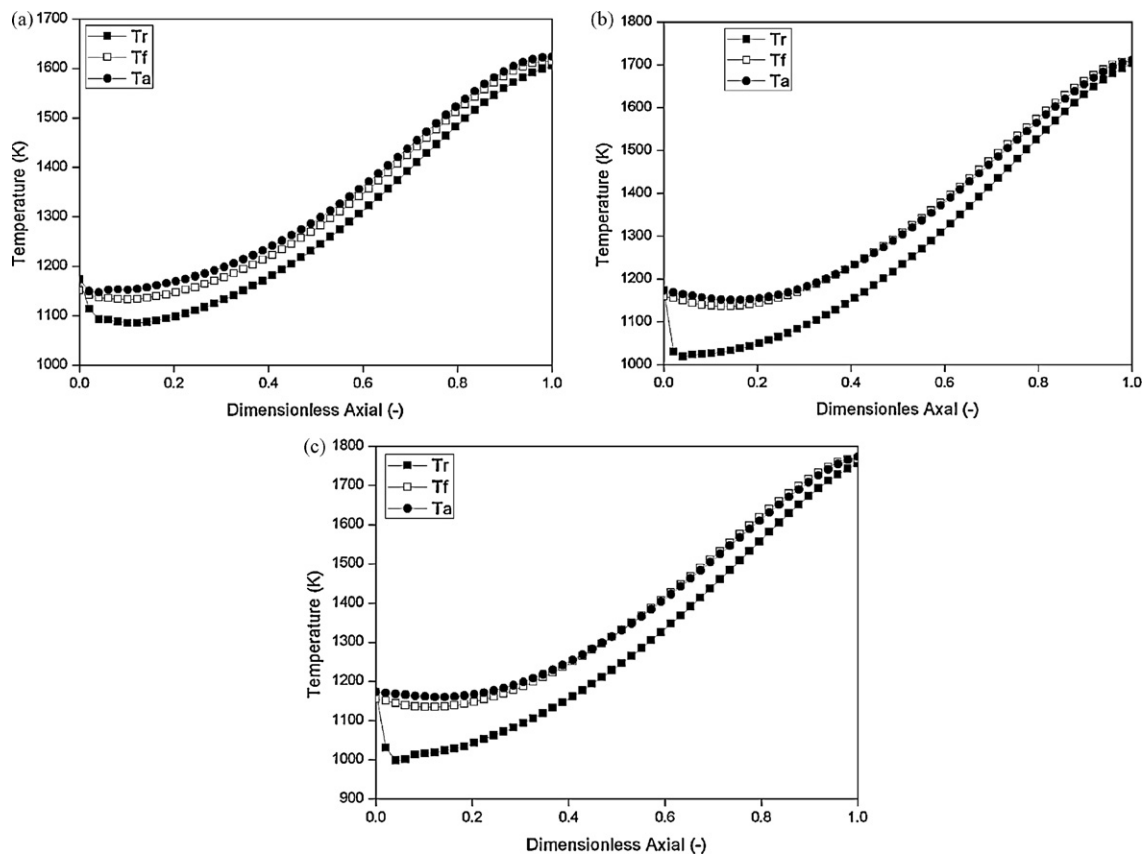 (a)
1700
1600
1500
1400
1300
1200
1100
1000
Temperature (K)
Tr
Tf
Ta
0.0 0.2 0.4 0.6 0.8 1.0
Dimensionless Axial (-)
(b)
1800
1700
1600
1500
1400
1300
1200
1100
1000
Temperature (K)
Tr
Tf
Ta
0.0 0.2 0.4 0.6 0.8 1.0
Dimensionles Axal (-)
(c)
1800
1700
1600
1500
1400
1300
1200
1100
1000
900
Temperature (K)
Tr
Tf
Ta
0.0 0.2 0.4 0.6 0.8 1.0
Dimensionless Axial (-)